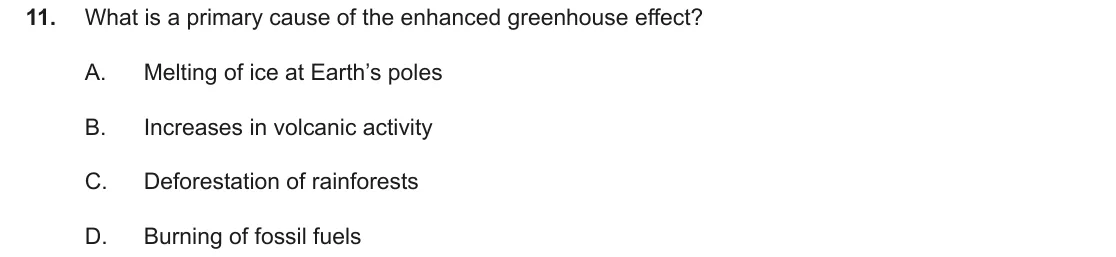 11. What is a primary cause of the enhanced greenhouse effect?
A. Melting of ice at Earth’s poles
B. Increases in volcanic activity
C. Deforestation of rainforests
D. Burning of fossil fuels